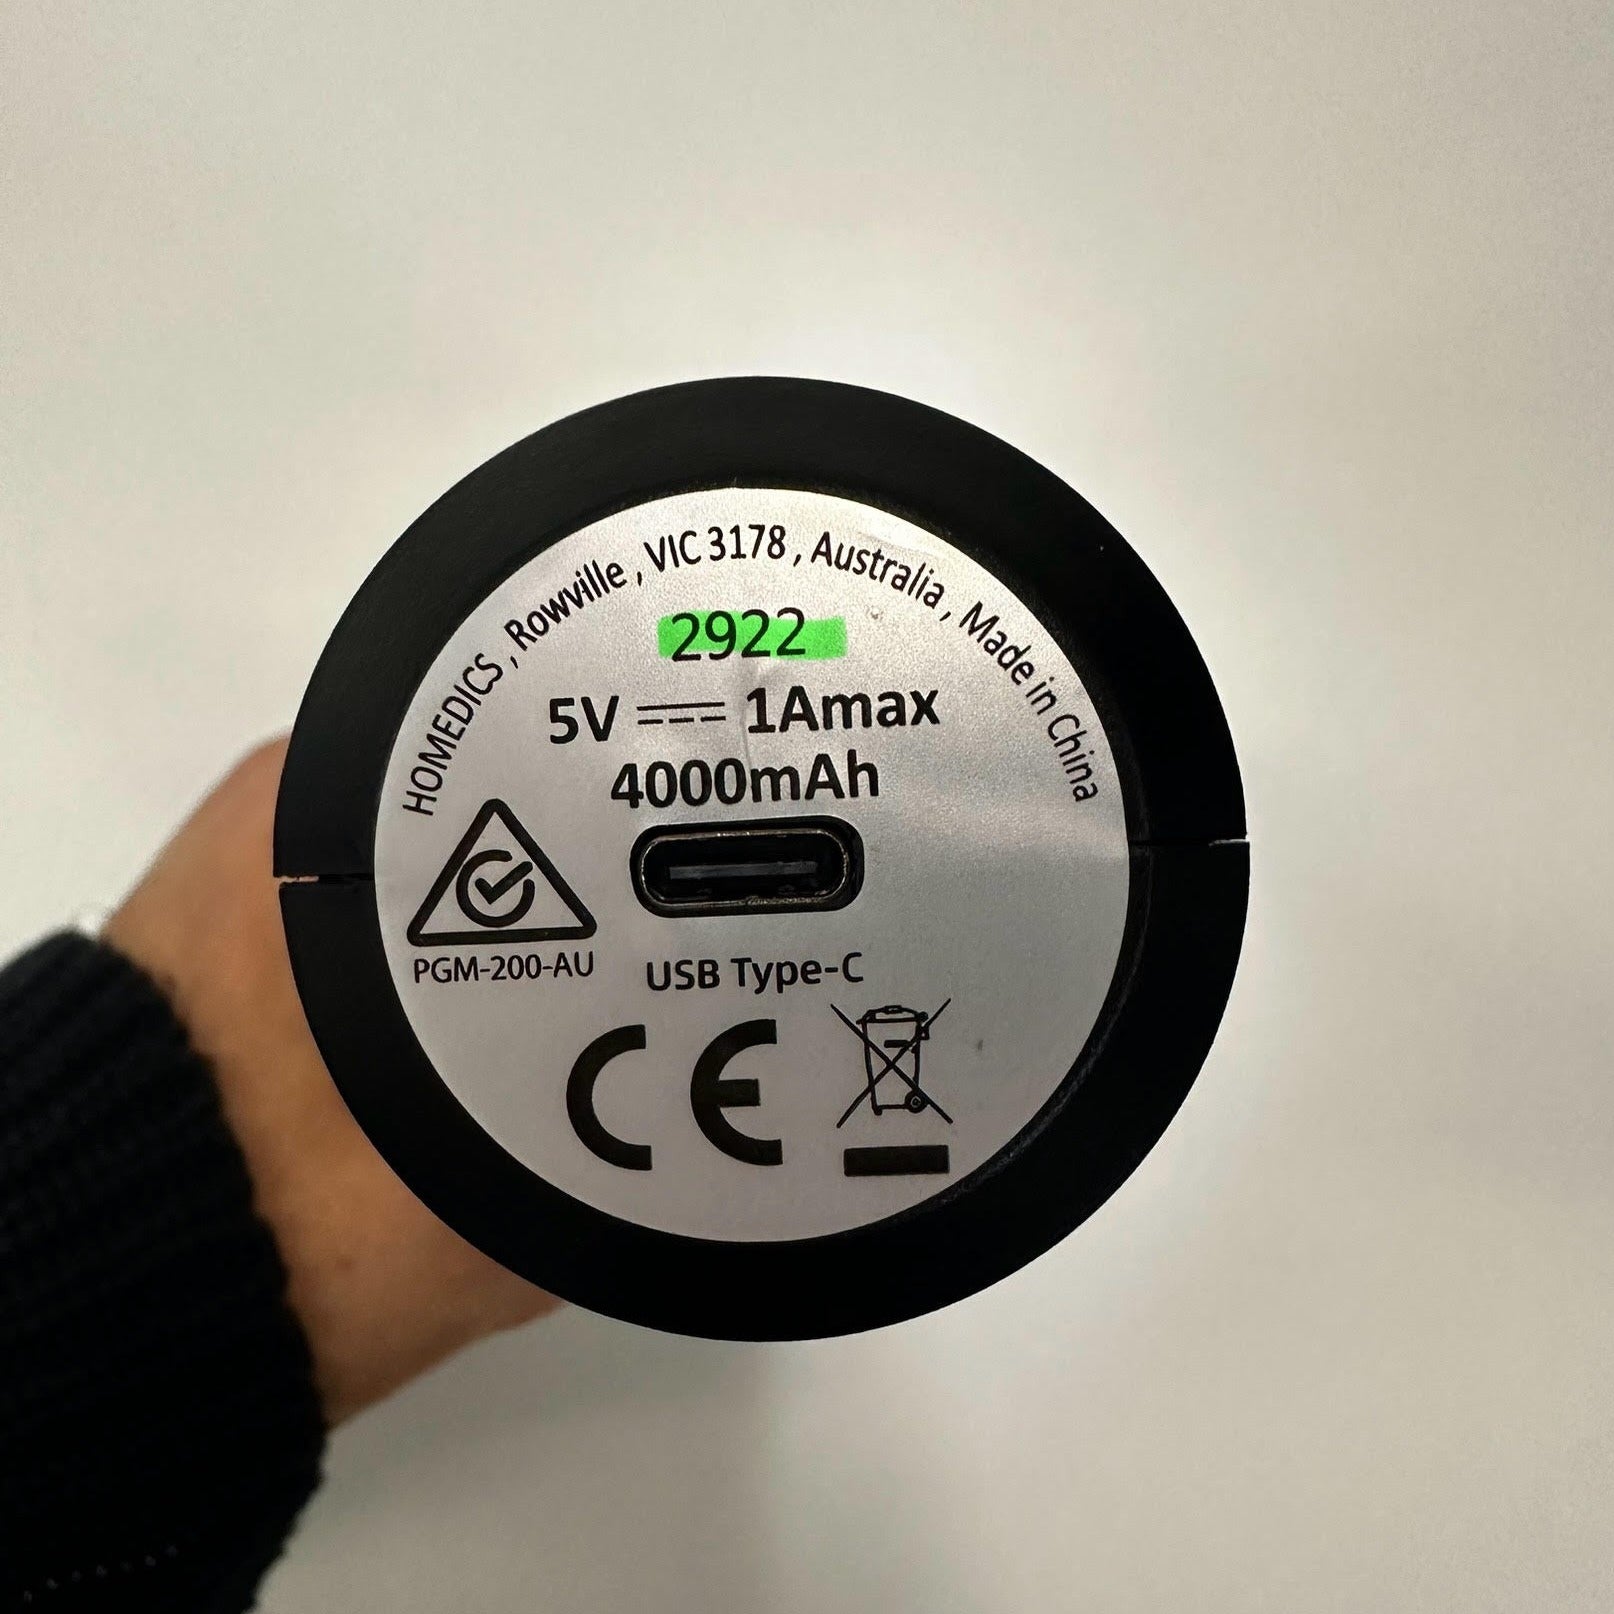 HOMEDICS , Rowville , VIC 3178 , Australia , Made in China
2922
5V ⎓ 1Amax
4000mAh
PGM-200-AU
USB Type-C
CE